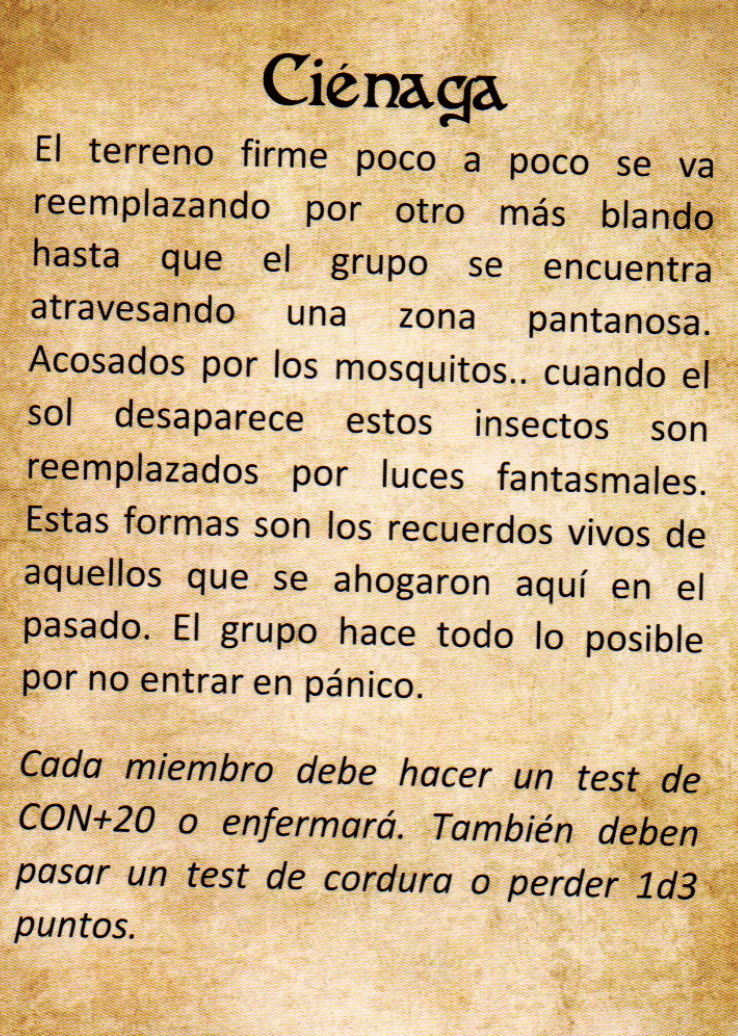 Ciénaga
El terreno firme poco a poco se va
reemplazando por otro más blando
hasta que el grupo se encuentra
atravesando una zona pantanosa.
Acosados por los mosquitos.. cuando el
sol desaparece estos insectos son
reemplazados por luces fantasmales.
Estas formas son los recuerdos vivos de
aquellos que se ahogaron aquí en el
pasado. El grupo hace todo lo posible
por no entrar en pánico.
Cada miembro debe hacer un test de
CON+20 o enfermará. También deben
pasar un test de cordura o perder 1d3
puntos.